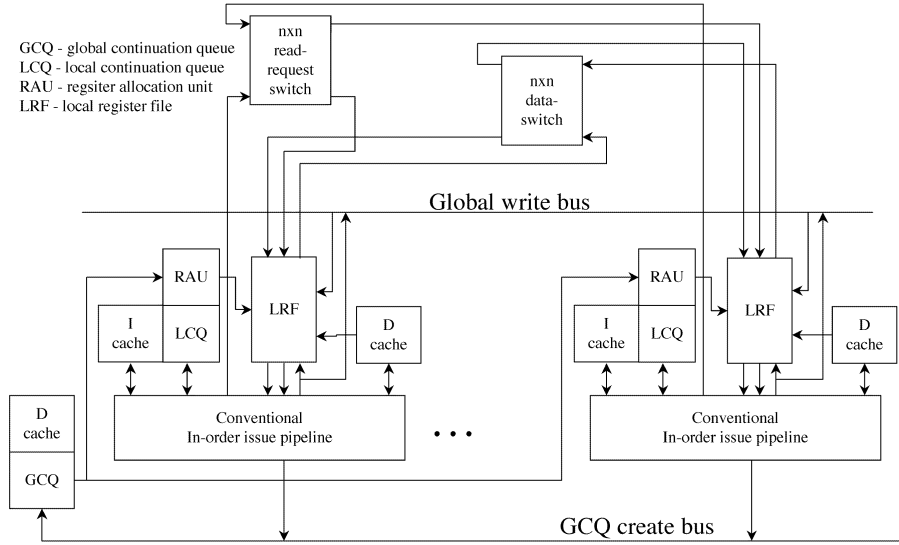 GCQ - global continuation queue
LCQ - local continuation queue
RAU - regsiter allocation unit
LRF - local register file
nxn
read-
request
switch
nxn
data-
switch
Global write bus
RAU
I
cache
LCQ
LRF
D
cache
RAU
I
cache
LCQ
LRF
D
cache
D
cache
GCQ
Conventional
In-order issue pipeline
• • •
Conventional
In-order issue pipeline
GCQ create bus